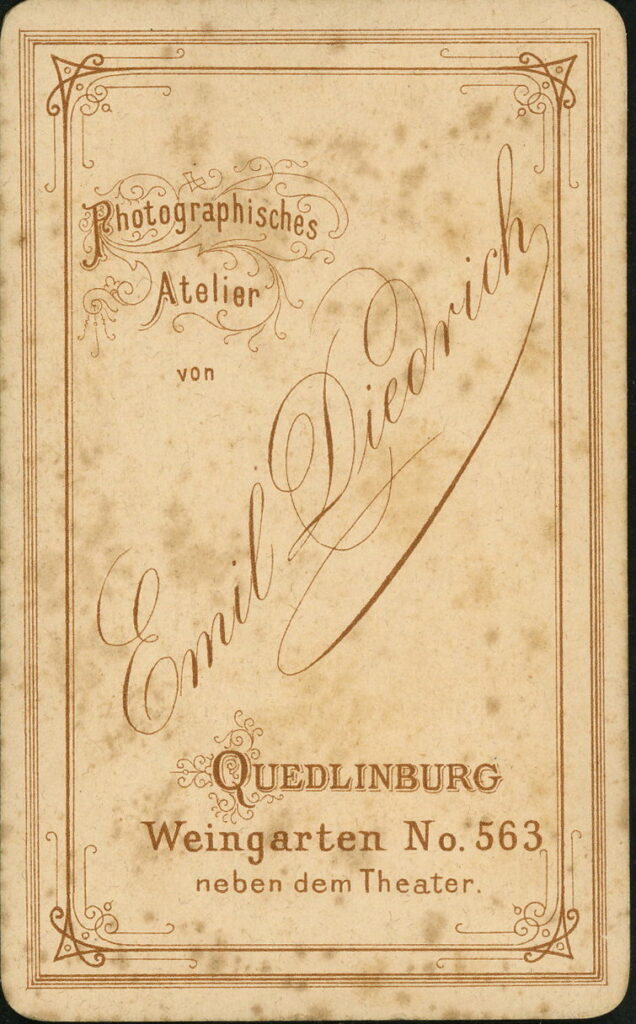 Photographisches
Atelier
von
Emil Diedrich
QUEDLINBURG
Weingarten No. 563
neben dem Theater.